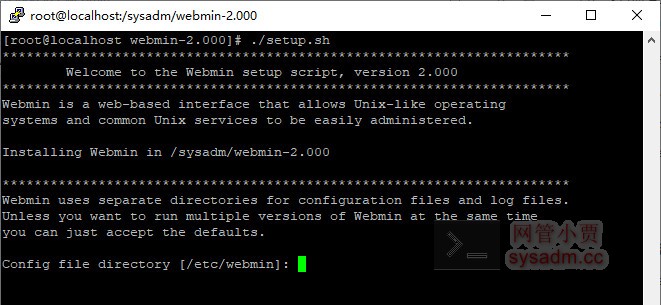 root@localhost:/sysadm/webmin-2.000
[root@localhost webmin-2.000]# ./setup.sh
***********************************************************************
Welcome to the Webmin setup script, version 2.000
***********************************************************************
Webmin is a web-based interface that allows Unix-like operating
systems and common Unix services to be easily administered.
Installing Webmin in /sysadm/webmin-2.000
***********************************************************************
Webmin uses separate directories for configuration files and log files.
Unless you want to run multiple versions of Webmin at the same time
you can just accept the defaults.
Config file directory [/etc/webmin]:
>_
网管小贾
sysadm.cc